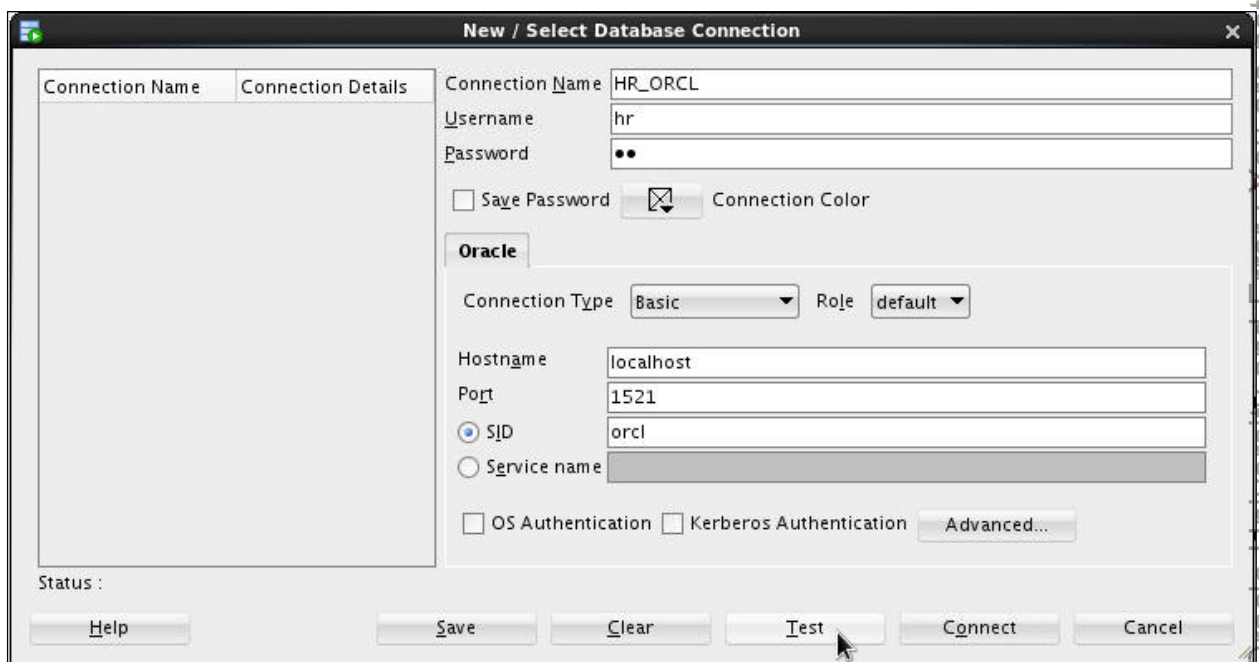 New / Select Database Connection
Connection Name Connection Details
Connection Name HR_ORCL
Username hr
Password ••
Save Password Connection Color
Oracle
Connection Type Basic Role default
Hostname localhost
Port 1521
SID orcl
Service name
OS Authentication Kerberos Authentication Advanced...
Status :
Help Save Clear Test Connect Cancel